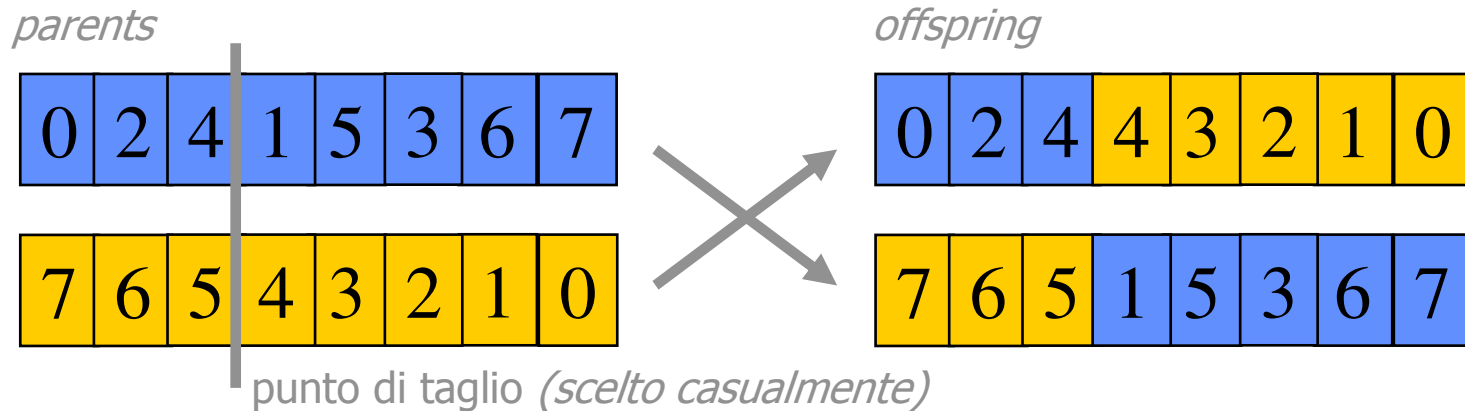 parents offspring
0 2 4 1 5 3 6 7 0 2 4 4 3 2 1 0
7 6 5 4 3 2 1 0 7 6 5 1 5 3 6 7
punto di taglio (scelto casualmente)